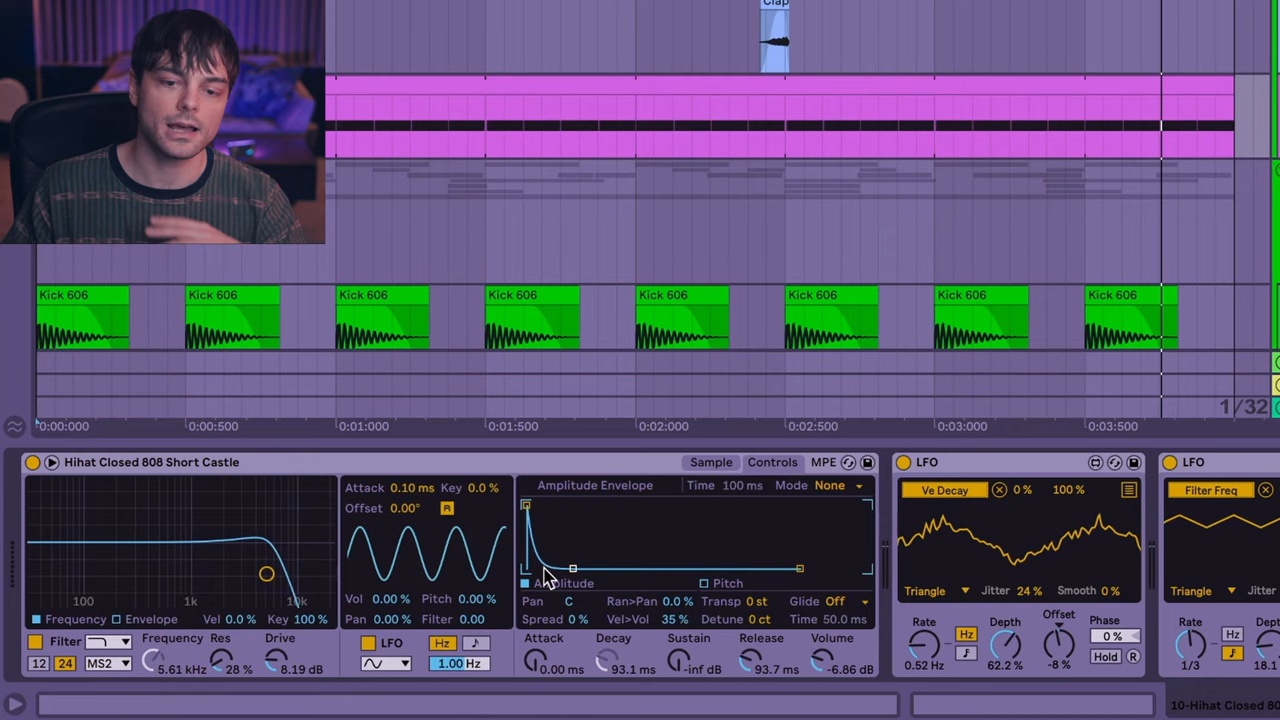 Clap
Kick 606 Kick 606 Kick 606 Kick 606 Kick 606 Kick 606 Kick 606 Kick 606
1/32
0:00:000 0:00:500 0:01:000 0:01:500 0:02:000 0:02:500 0:03:000 0:03:500
Hihat Closed 808 Short Castle Sample Controls MPE LFO LFO
Attack 0.10 ms Key 0.0 % Amplitude Envelope Time 100 ms Mode None
Ve Decay 0 % 100 % Filter Freq
Offset 0.00° R
Amplitude Pitch
Triangle Jitter 24 % Smooth 0 % Triangle
100 1k 10k
Vol 0.00 % Pitch 0.00 % Pan C Ran>Pan 0.0 % Transp 0 st Glide Off
Frequency Envelope Vel 0.0 % Key 100 %
Pan 0.00 % Filter 0.00 Spread 0 % Vel>Vol 35 % Detune 0 ct Time 50.0 ms
Rate Hz Depth Offset Phase Rate Hz Depth
0 %
Filter Frequency Res Drive LFO Hz Attack Decay Sustain Release Volume
Hold R
12 24 MS2 5.61 kHz 28 % 8.19 dB 1.00 Hz 0.00 ms 93.1 ms -inf dB 93.7 ms -6.86 dB
0.52 Hz 62.2 % -8 % 1/3 18.1
10-Hihat Closed 80